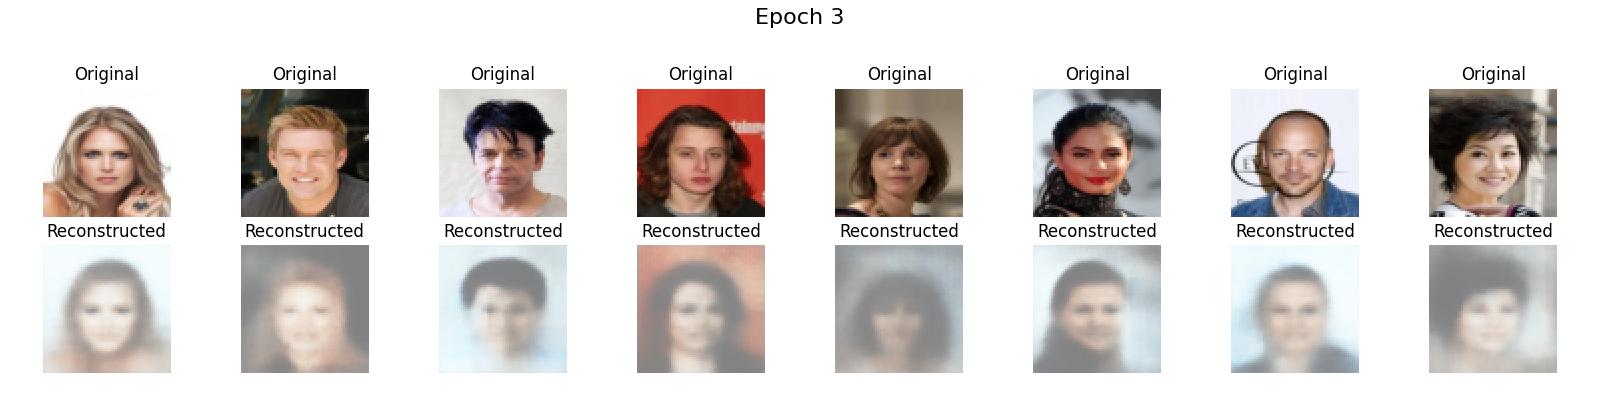 Epoch 3
Original Original Original Original Original Original Original Original
Reconstructed Reconstructed Reconstructed Reconstructed Reconstructed Reconstructed Reconstructed Reconstructed